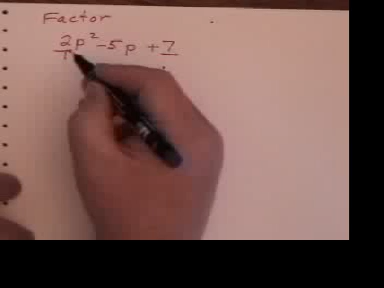 Factor
2p² - 5p + 7